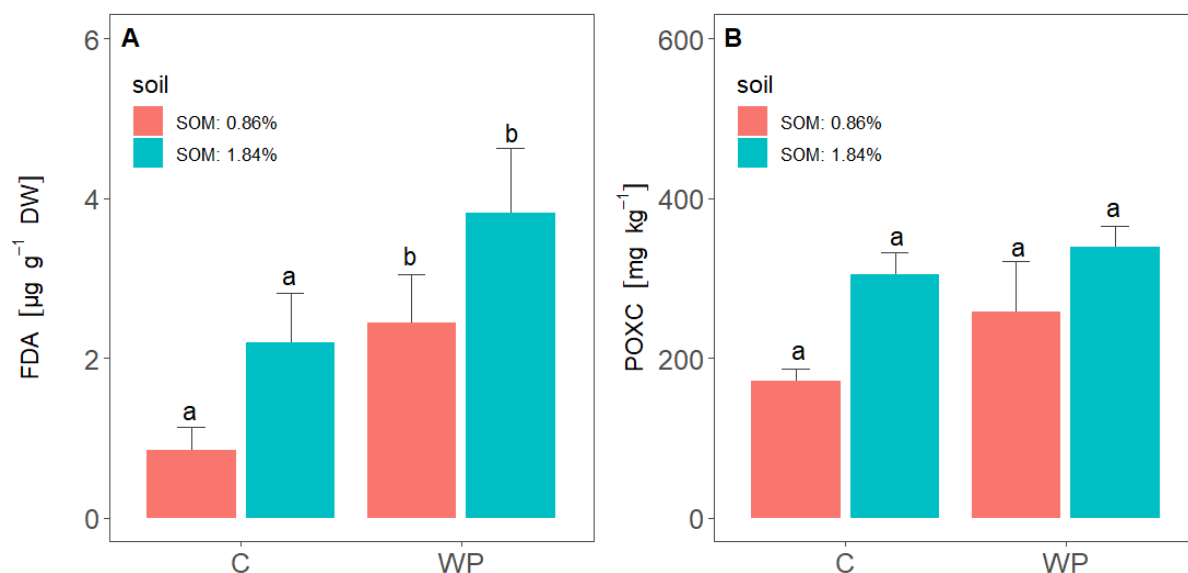 A
soil
SOM: 0.86%
SOM: 1.84%
FDA [µg g⁻¹ DW]
6
4
2
0
a
a
b
b
C
WP
B
soil
SOM: 0.86%
SOM: 1.84%
POXC [mg kg⁻¹]
600
400
200
0
a
a
a
a
C
WP